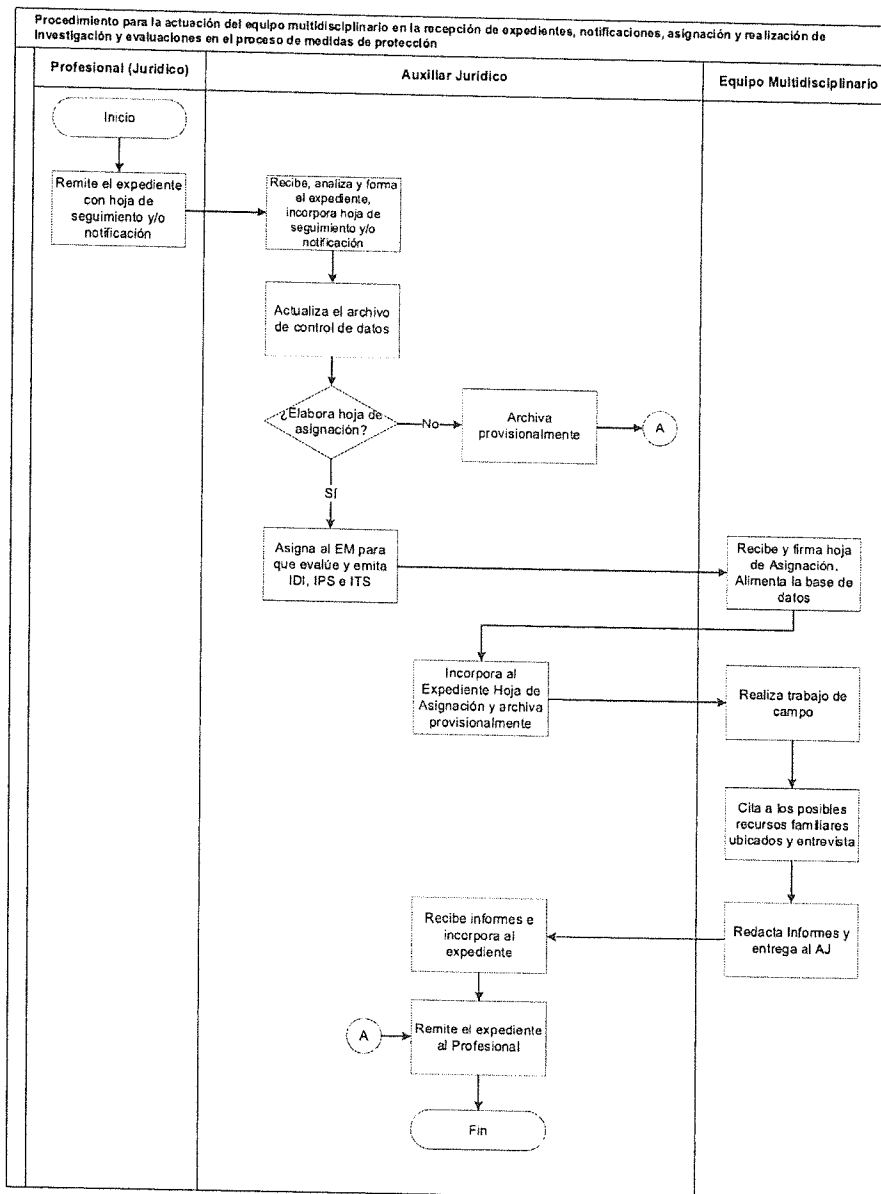 Procedimiento para la actuación del equipo multidisciplinario en la recepción de expedientes, notificaciones, asignación y realización de
Investigación y evaluaciones en el proceso de medidas de protección
Profesional (Juridico)
Auxiliar Jurídico
Equipo Multidisciplinario
Inicio
Remite el expediente
con hoja de
seguimiento y/o
notificación
Recibe, analiza y forma
el expediente,
incorpora hoja de
seguimiento y/o
notificación
Actualiza el archivo
de control de datos
¿Elabora hoja de
asignación?
No
Archiva
provisionalmente
A
Sí
Asigna al EM para
que evalúe y emita
IDI, IPS e ITS
Recibe y firma hoja
de Asignación.
Alimenta la base de
datos
Incorpora al
Expediente Hoja de
Asignación y archiva
provisionalmente
Realiza trabajo de
campo
Cita a los posibles
recursos familiares
ubicados y entrevista
Redacta Informes y
entrega al AJ
Recibe informes e
incorpora al
expediente
A
Remite el expediente
al Profesional
Fin